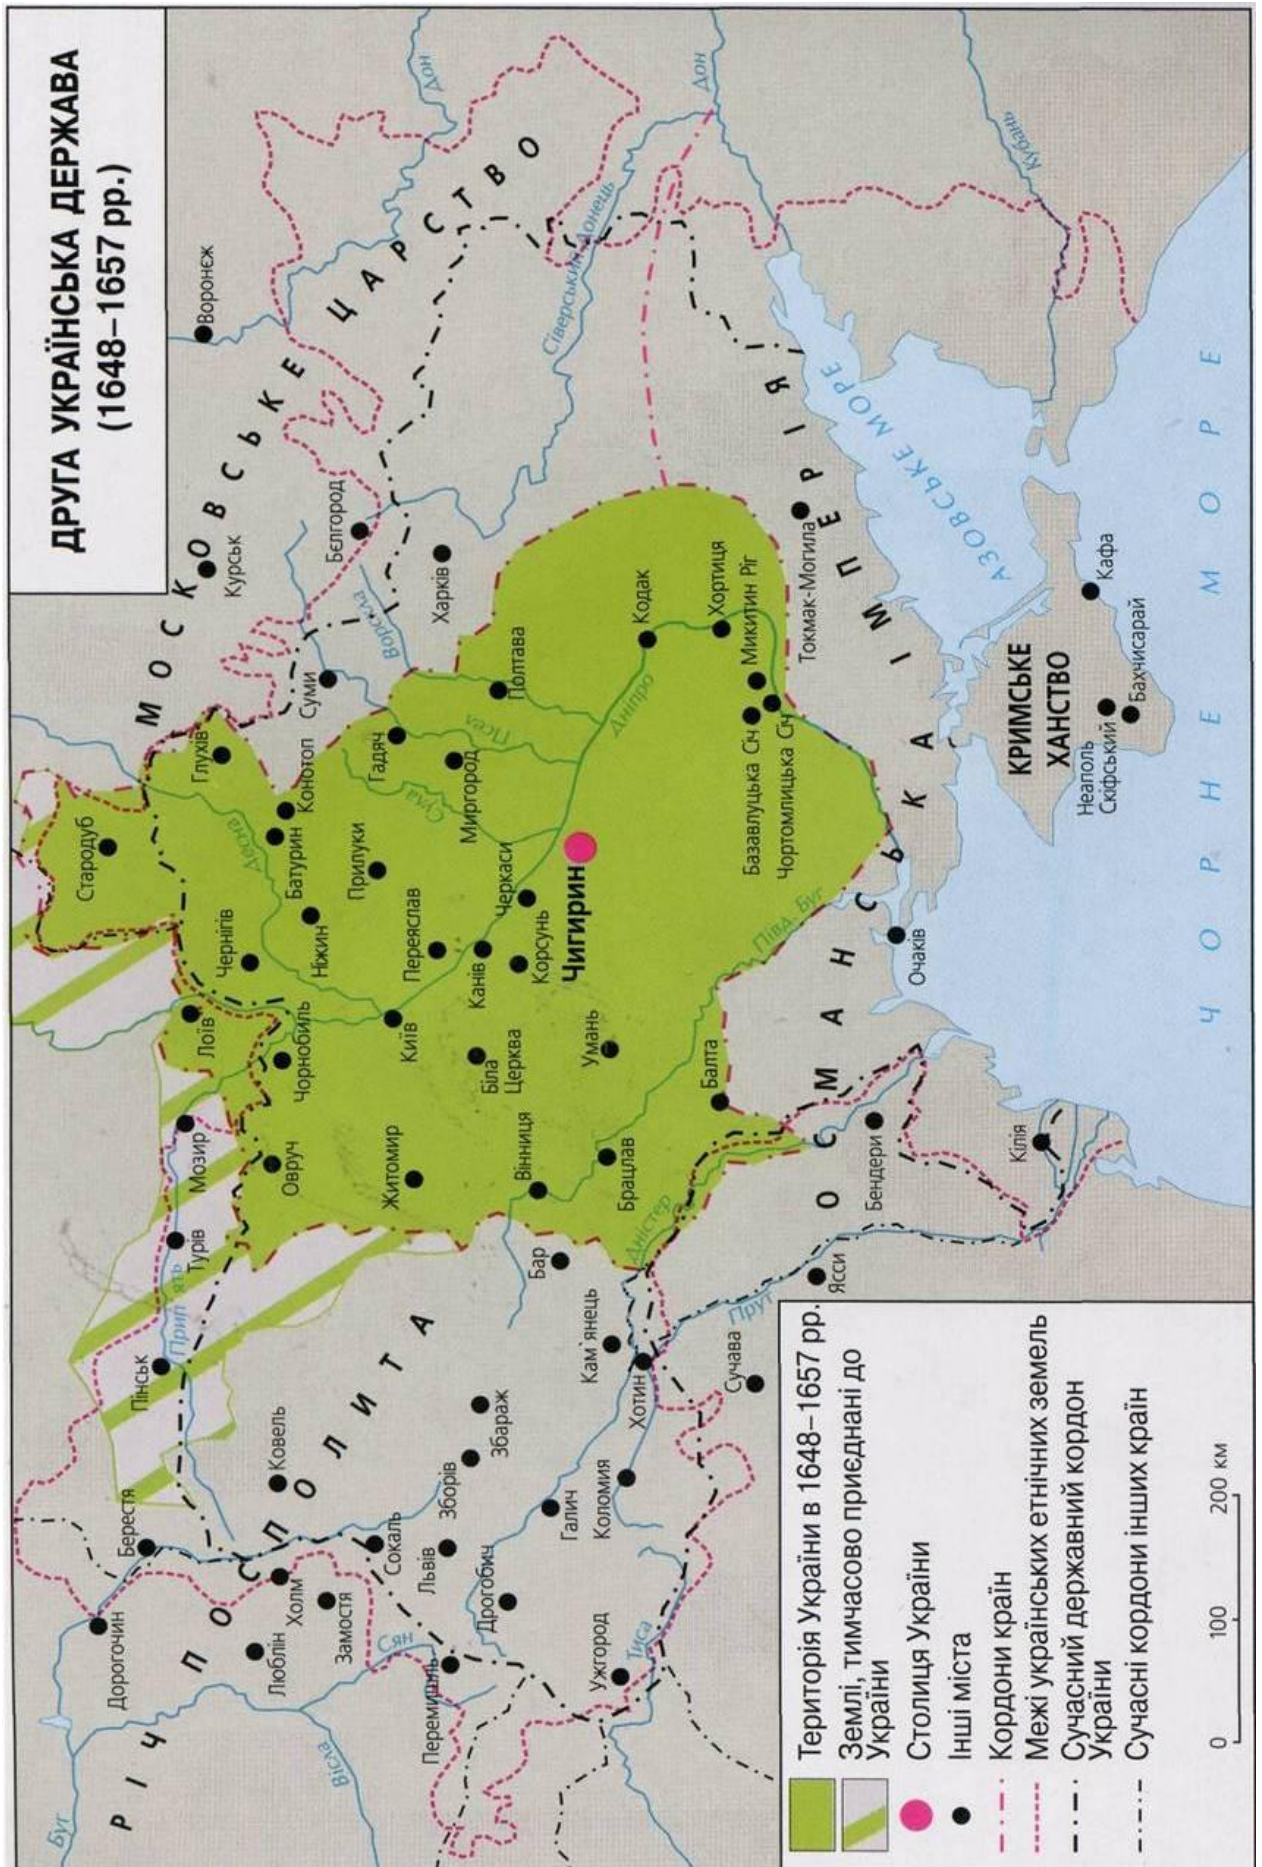 ДРУГА УКРАЇНСЬКА ДЕРЖАВА
(1648–1657 рр.)
МОСКОВСЬКЕ ЦАРСТВО
РІЧ ПОСПОЛИТА
ОСМАНСЬКА ІМПЕРІЯ
КРИМСЬКЕ
ХАНСТВО
ЧОРНЕ МОРЕ
АЗОВСЬКЕ МОРЕ
Дон
Дон
Кубань
Сіверський Донець
Ворскла
Псел
Сула
Десна
Дніпро
Півд. Буг
Дністер
Прут
Прип'ять
Буг
Вісла
Сян
Тиса
Воронєж
Курськ
Бєлгород
Харків
Суми
Глухів
Стародуб
Конотоп
Батурин
Гадяч
Полтава
Миргород
Прилуки
Ніжин
Чернігів
Переяслав
Черкаси
Канів
Корсунь
Чигирин
Кодак
Хортиця
Микитин Ріг
Базавлуцька Січ
Чортомлицька Січ
Токмак-Могила
Кафа
Бахчисарай
Неаполь
Скіфський
Очаків
Лоїв
Чорнобиль
Київ
Біла
Церква
Умань
Балта
Мозир
Овруч
Житомир
Вінниця
Брацлав
Бендери
Кілія
Турів
Бар
Ясси
Пінськ
Кам`янець
Хотин
Сучава
Ковель
Збараж
Зборів
Берестя
Сокаль
Львів
Галич
Коломия
Дрогобич
Дорогочин
Холм
Замостя
Люблін
Перемишль
Ужгород
Територія України в 1648–1657 рр.
Землі, тимчасово приєднані до
України
Столиця України
Інші міста
Кордони країн
Межі українських етнічних земель
Сучасний державний кордон
України
Сучасні кордони інших країн
0 100 200 км